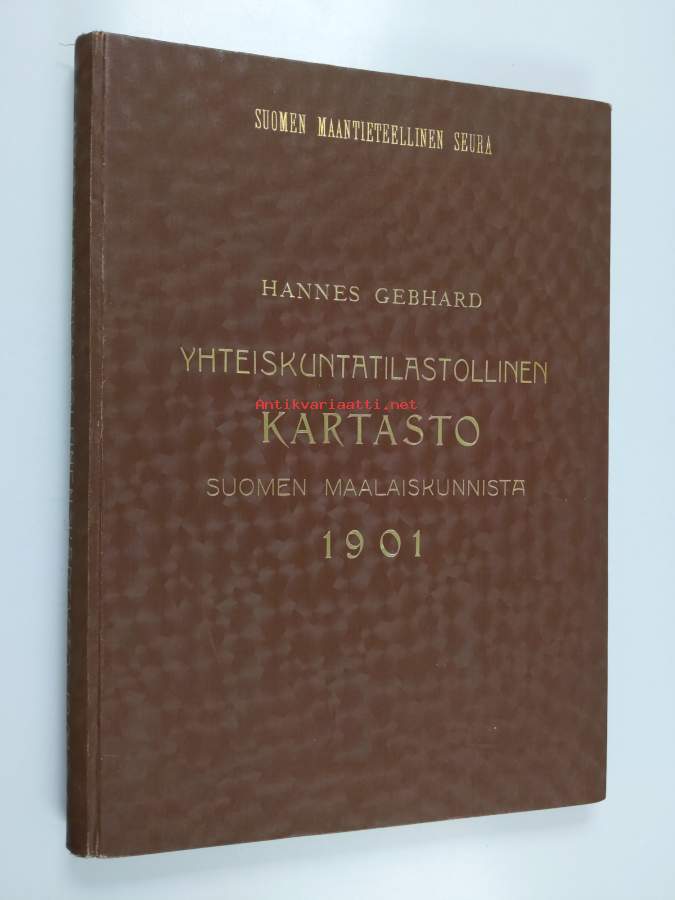 SUOMEN MAANTIETEELLINEN SEURA
HANNES GEBHARD
YHTEISKUNTATILASTOLLINEN
Antikvariaatti.net
KARTASTO
SUOMEN MAALAISKUNNISTA
1901